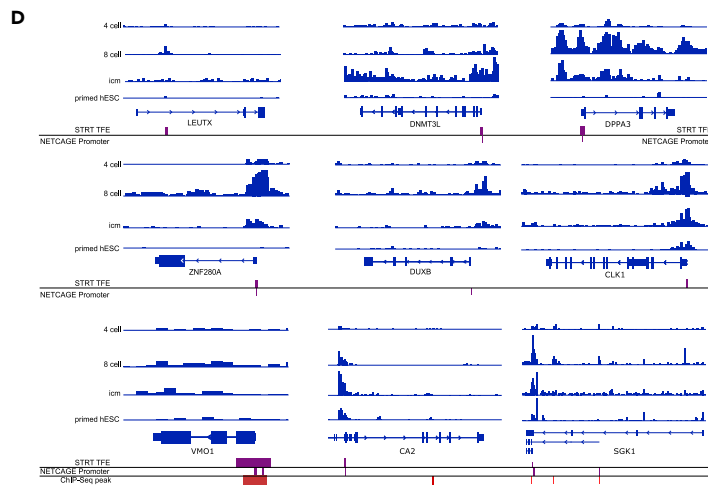 D
4 cell
8 cell
icm
primed hESC
LEUTX
DNMT3L
DPPA3
STRT TFE
STRT TFE
NETCAGE Promoter
NETCAGE Promoter
4 cell
8 cell
icm
primed hESC
ZNF280A
DUXB
CLK1
STRT TFE
NETCAGE Promoter
4 cell
8 cell
icm
primed hESC
VMO1
CA2
SGK1
STRT TFE
NETCAGE Promoter
ChIP-Seq peak